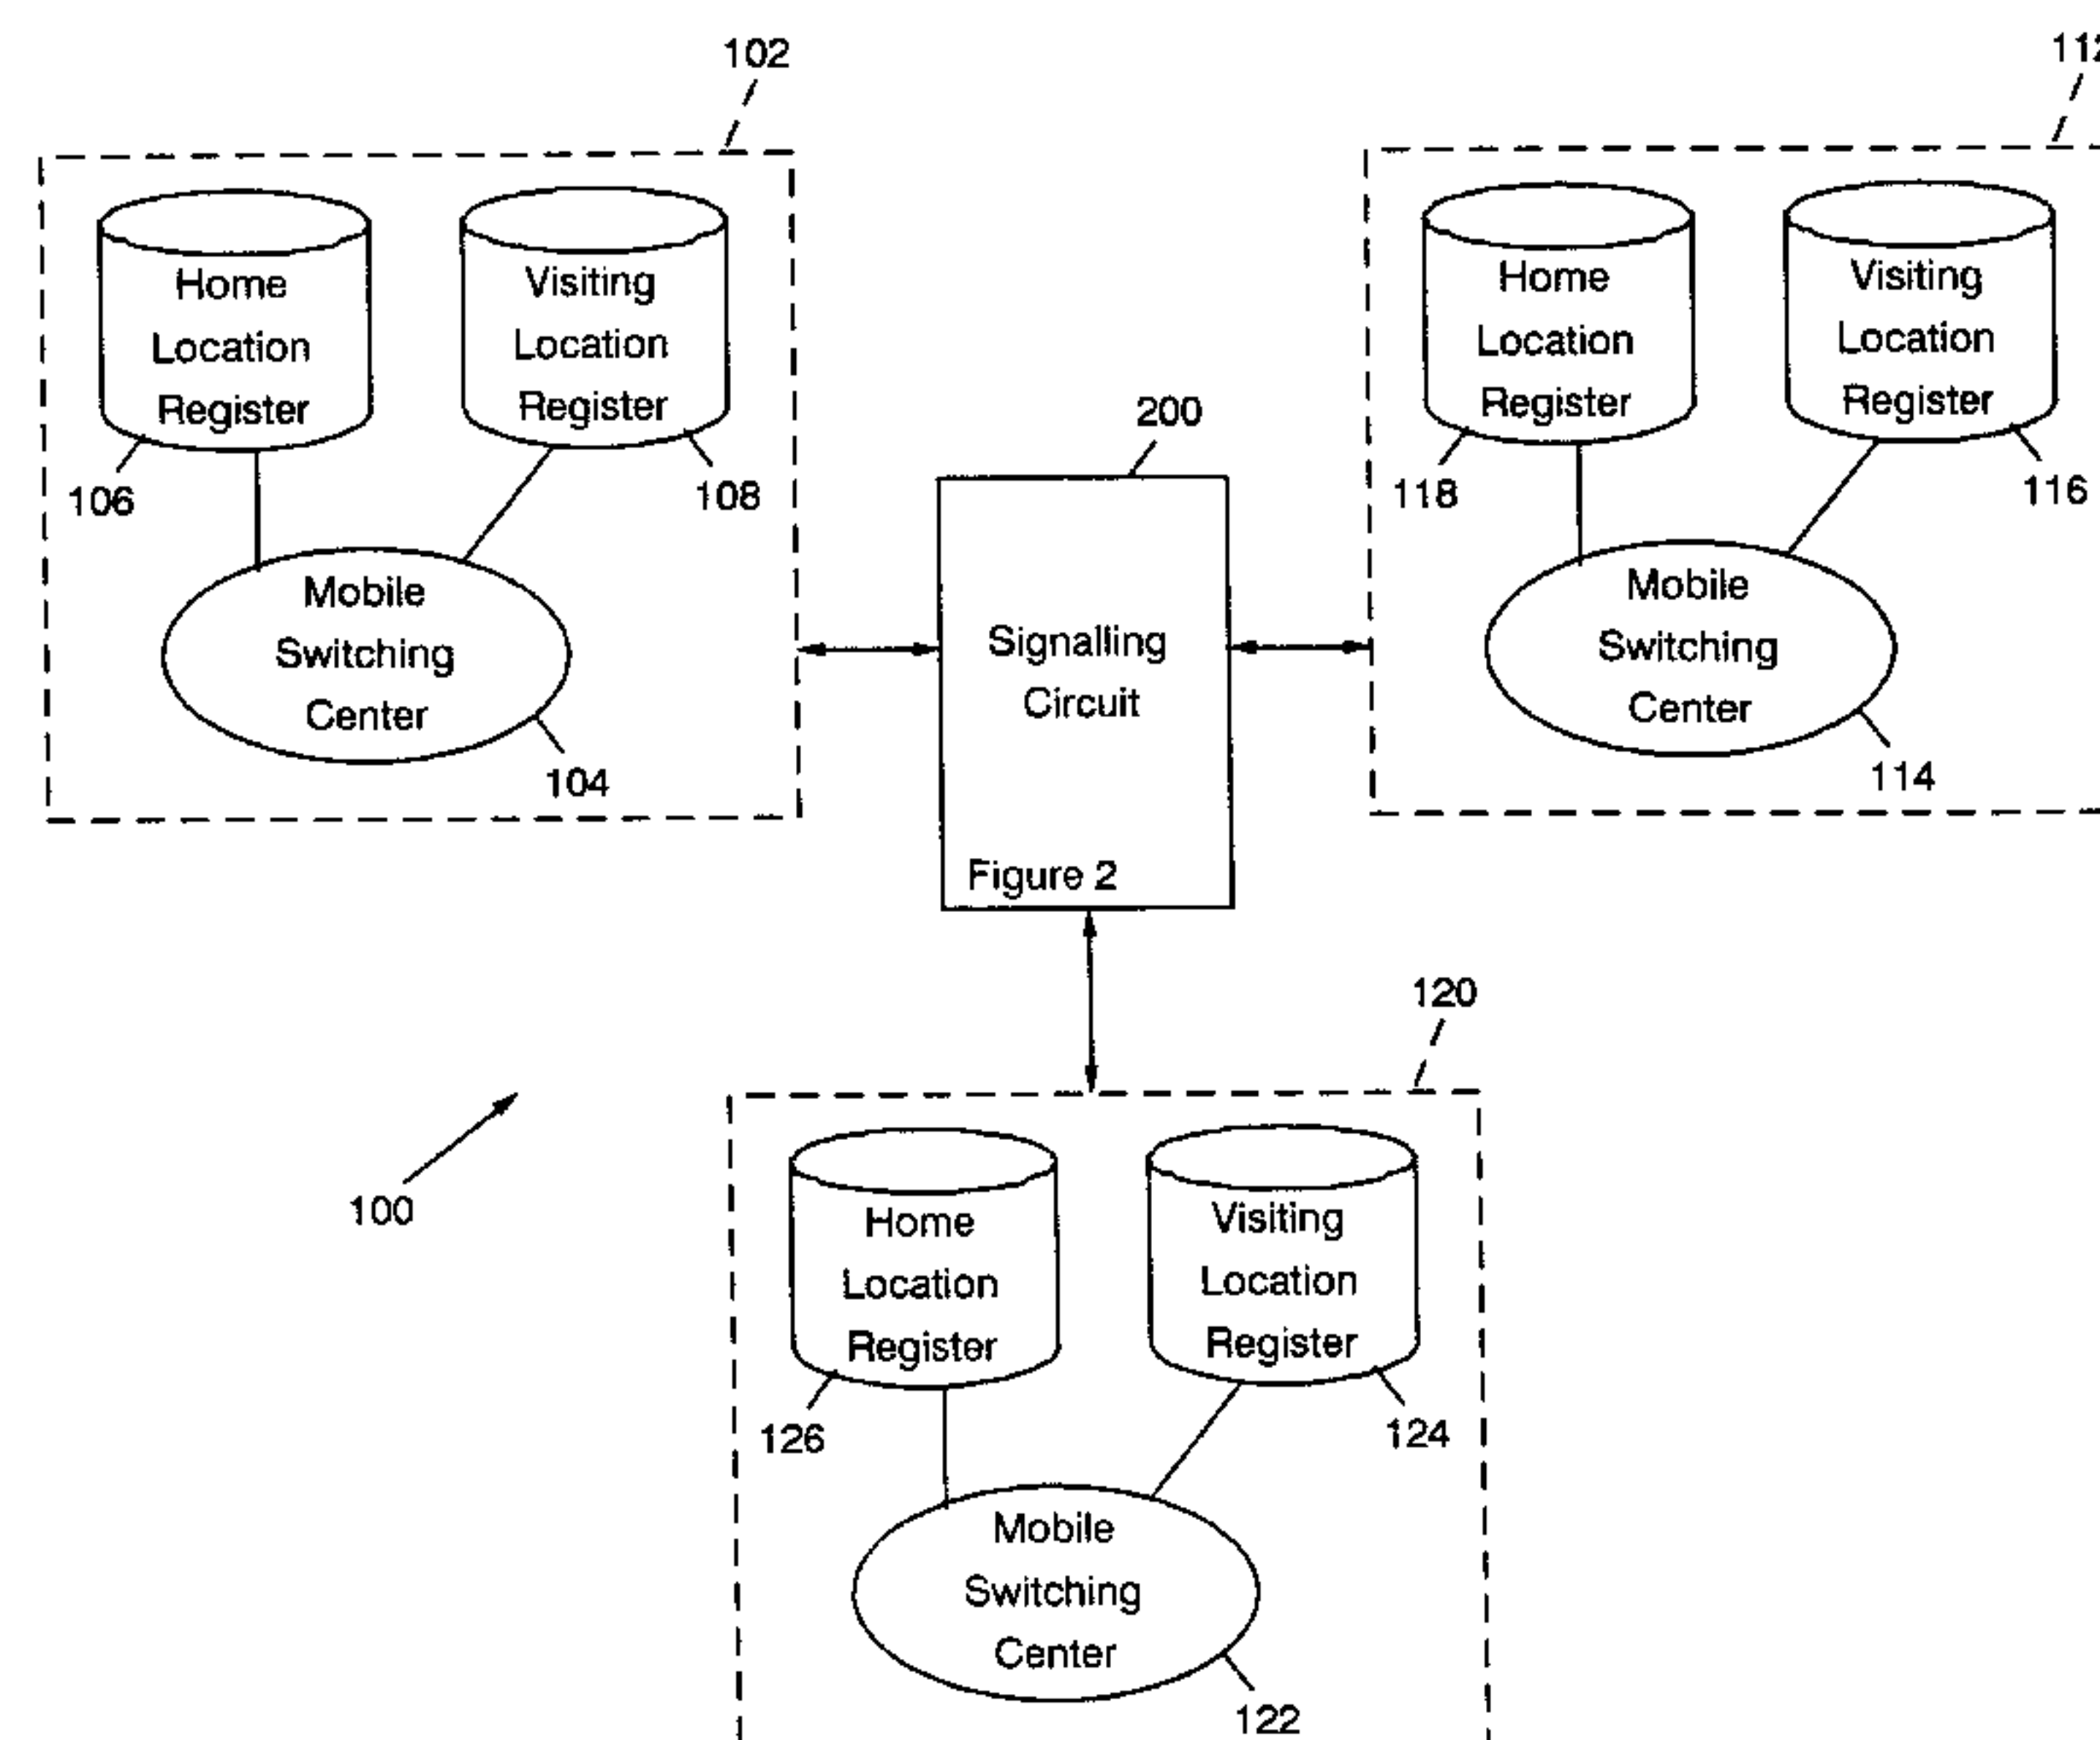 102
112
Home
Location
Register
Visiting
Location
Register
106
108
Mobile
Switching
Center
104
200
Signalling
Circuit
Figure 2
Home
Location
Register
Visiting
Location
Register
118
116
Mobile
Switching
Center
114
120
100
Home
Location
Register
Visiting
Location
Register
126
124
Mobile
Switching
Center
122